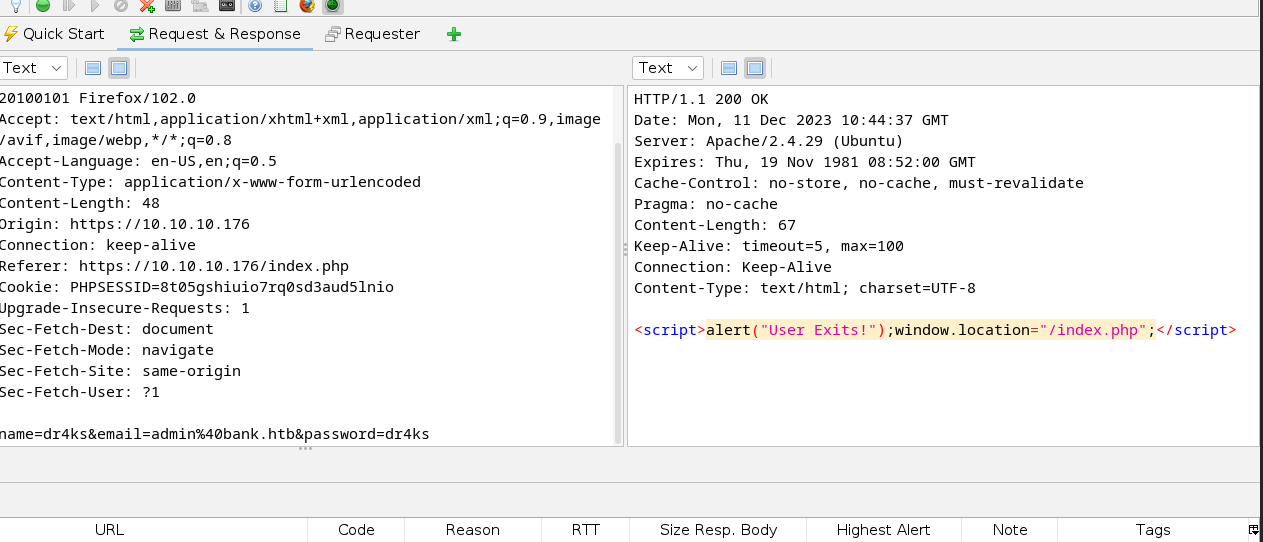 Quick Start Request & Response Requester
Text
20100101 Firefox/102.0
Accept: text/html,application/xhtml+xml,application/xml;q=0.9,image
/avif,image/webp,*/*;q=0.8
Accept-Language: en-US,en;q=0.5
Content-Type: application/x-www-form-urlencoded
Content-Length: 48
Origin: https://10.10.10.176
Connection: keep-alive
Referer: https://10.10.10.176/index.php
Cookie: PHPSESSID=8t05gshiuio7rq0sd3aud5lnio
Upgrade-Insecure-Requests: 1
Sec-Fetch-Dest: document
Sec-Fetch-Mode: navigate
Sec-Fetch-Site: same-origin
Sec-Fetch-User: ?1
name=dr4ks&email=admin%40bank.htb&password=dr4ks
Text
HTTP/1.1 200 OK
Date: Mon, 11 Dec 2023 10:44:37 GMT
Server: Apache/2.4.29 (Ubuntu)
Expires: Thu, 19 Nov 1981 08:52:00 GMT
Cache-Control: no-store, no-cache, must-revalidate
Pragma: no-cache
Content-Length: 67
Keep-Alive: timeout=5, max=100
Connection: Keep-Alive
Content-Type: text/html; charset=UTF-8
<script>alert("User Exits!");window.location="/index.php";</script>
URL Code Reason RTT Size Resp. Body Highest Alert Note Tags